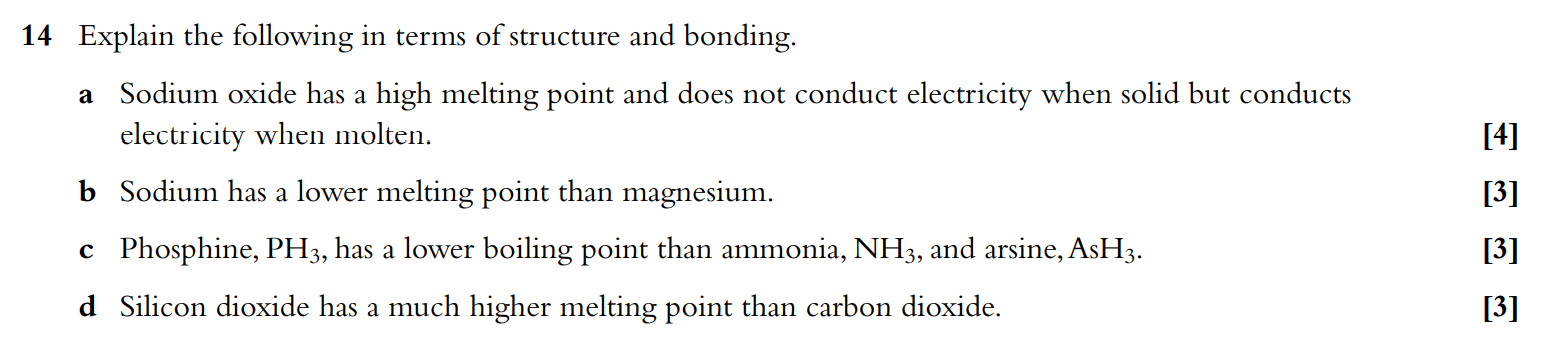 14 Explain the following in terms of structure and bonding.
a Sodium oxide has a high melting point and does not conduct electricity when solid but conducts
electricity when molten. [4]
b Sodium has a lower melting point than magnesium. [3]
c Phosphine, PH₃, has a lower boiling point than ammonia, NH₃, and arsine, AsH₃. [3]
d Silicon dioxide has a much higher melting point than carbon dioxide. [3]